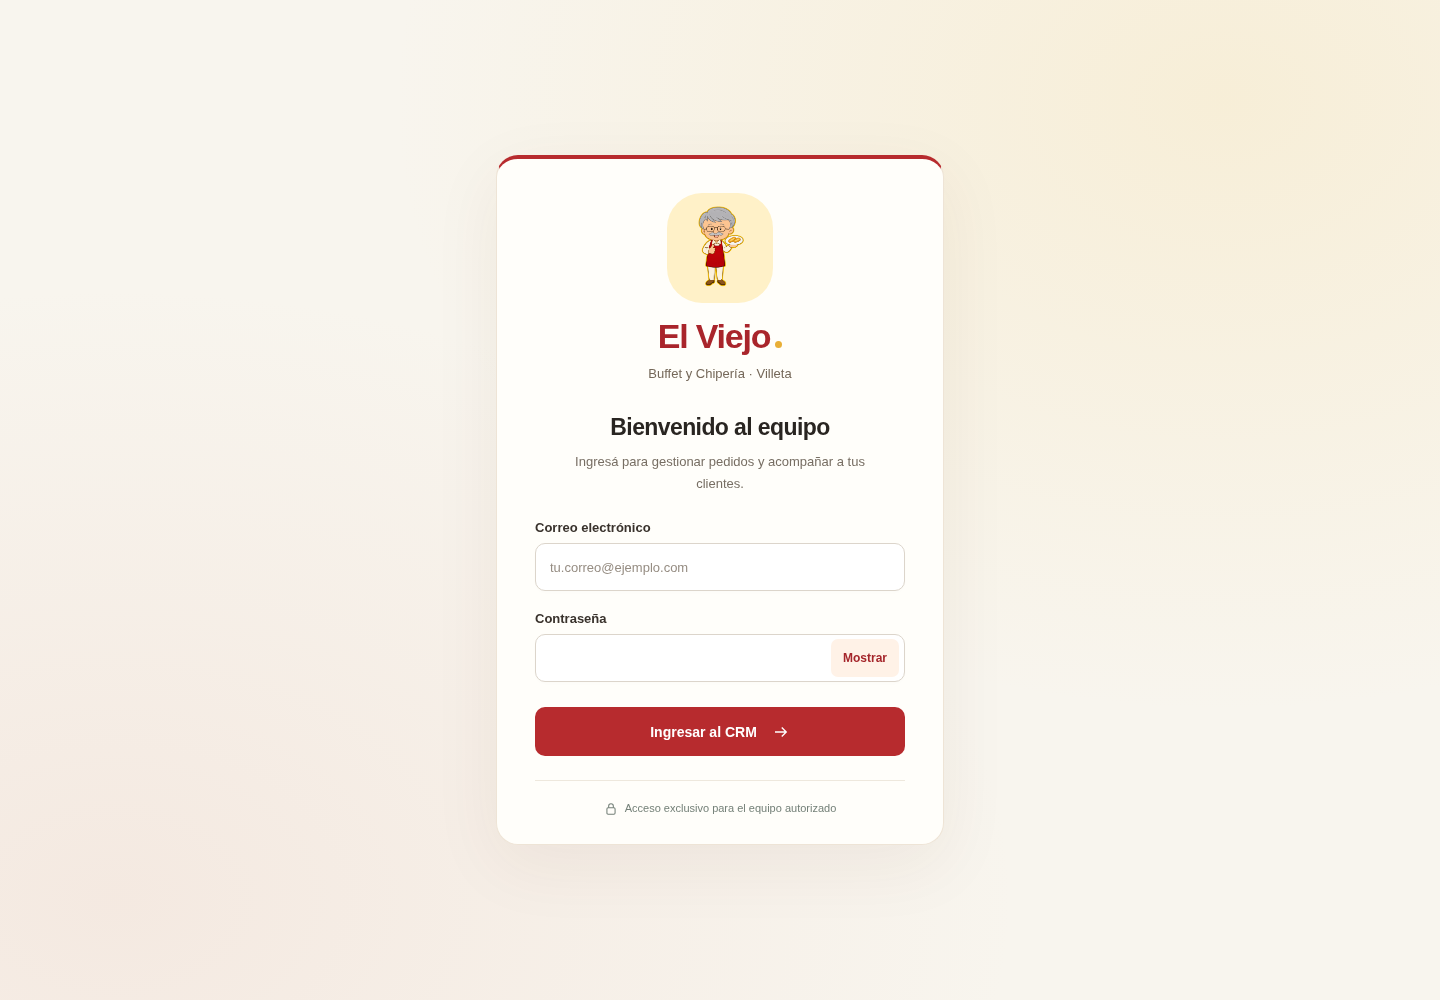 El Viejo.
Buffet y Chipería · Villeta
Bienvenido al equipo
Ingresá para gestionar pedidos y acompañar a tus
clientes.
Correo electrónico
tu.correo@ejemplo.com
Contraseña
Mostrar
Ingresar al CRM →
Acceso exclusivo para el equipo autorizado